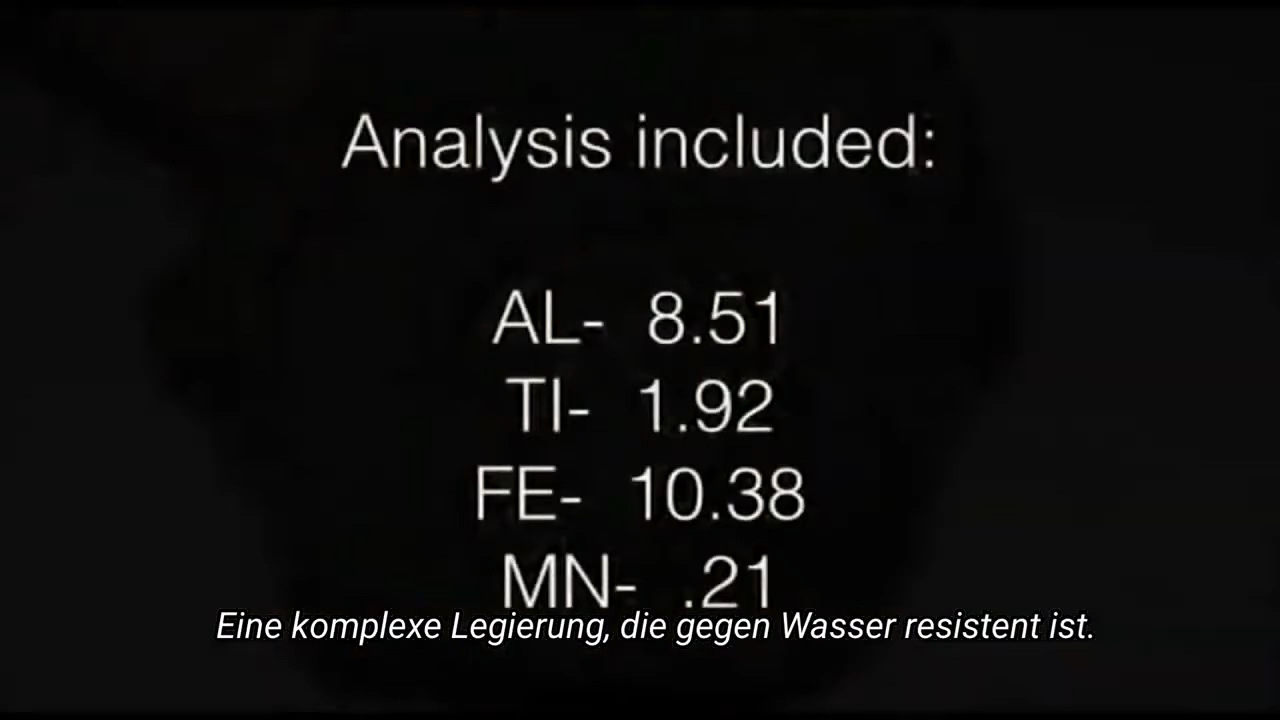 Analysis included:
AL- 8.51
TI- 1.92
FE- 10.38
MN- .21
Eine komplexe Legierung, die gegen Wasser resistent ist.